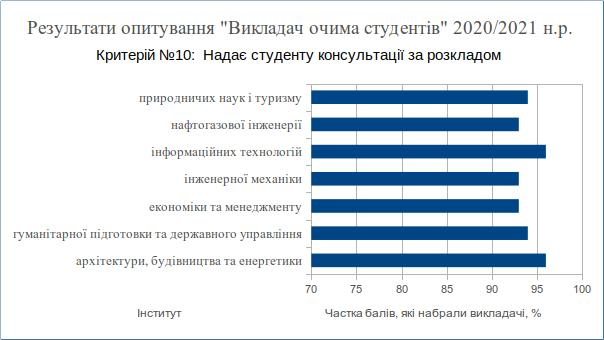 Результати опитування "Викладач очима студентів" 2020/2021 н.р.
Критерій №10:  Надає студенту консультації за розкладом
природничих наук і туризму
нафтогазової інженерії
інформаційних технологій
інженерної механіки
економіки та менеджменту
гуманітарної підготовки та державного управління
архітектури, будівництва та енергетики
70 75 80 85 90 95 100
Інститут Частка балів, які набрали викладачі, %